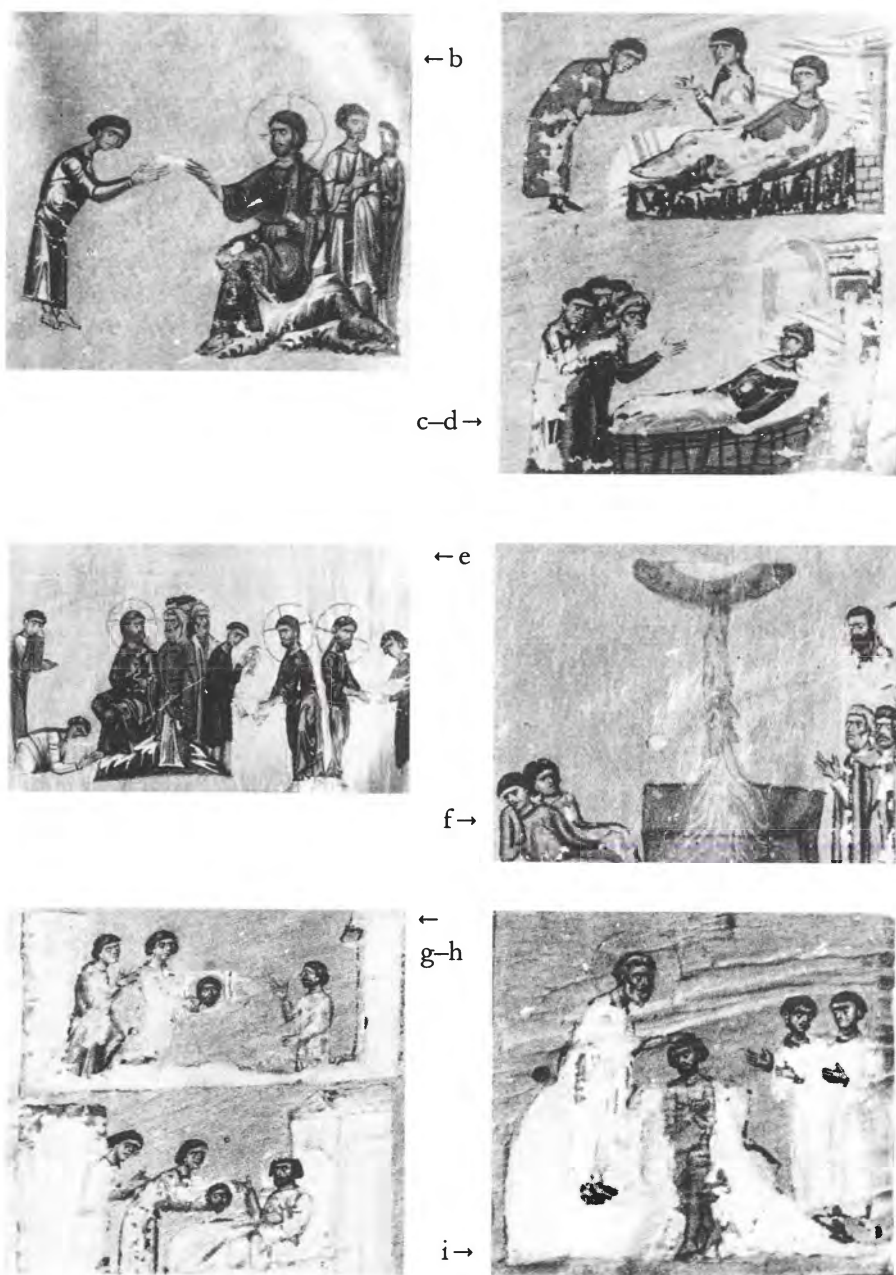 ← b
c–d →
← e
f →
←
g–h
i →